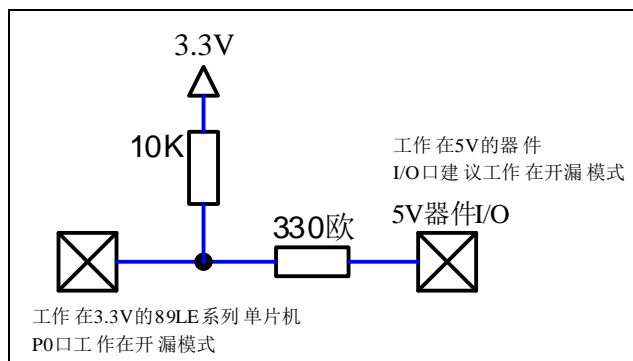 3.3V
10K
工作在5V的器件
I/O口建议工作在开漏模式
330欧
5V器件I/O
工作在3.3V的89LE系列单片机
P0口工作在开漏模式